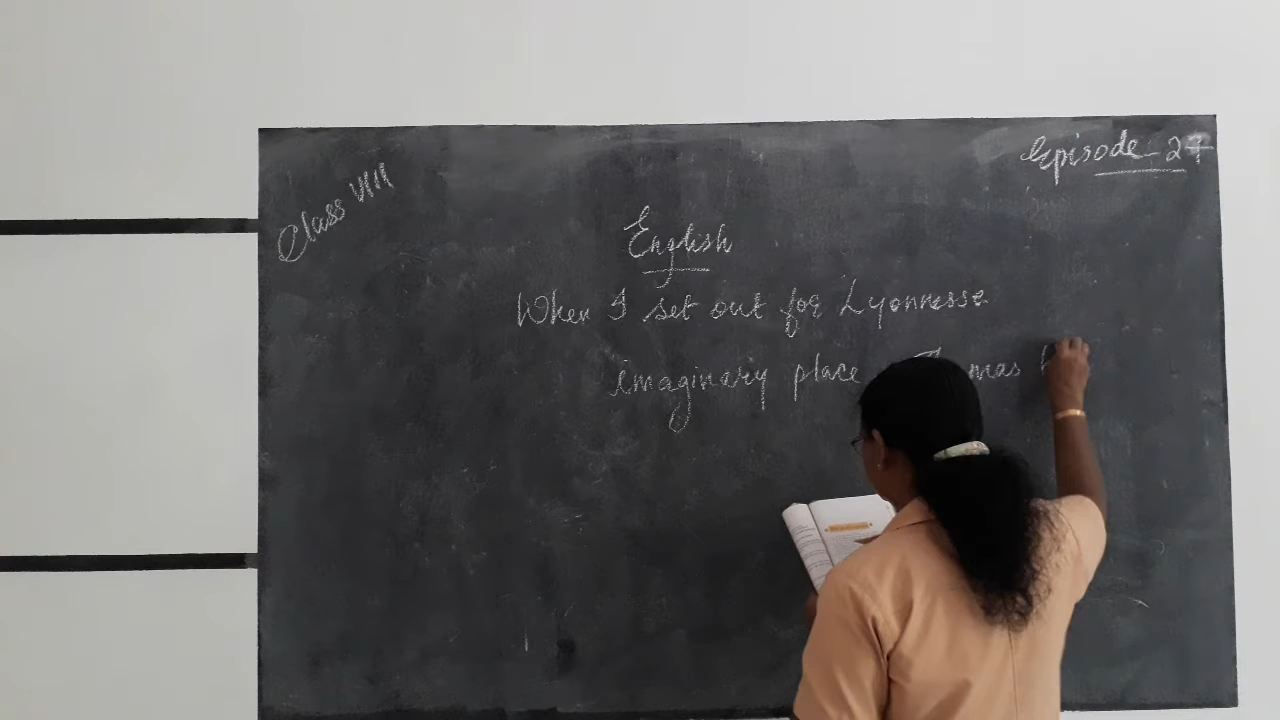 Episode 27
Class VIII
English
When I set out for Lyonnesse
imaginary place